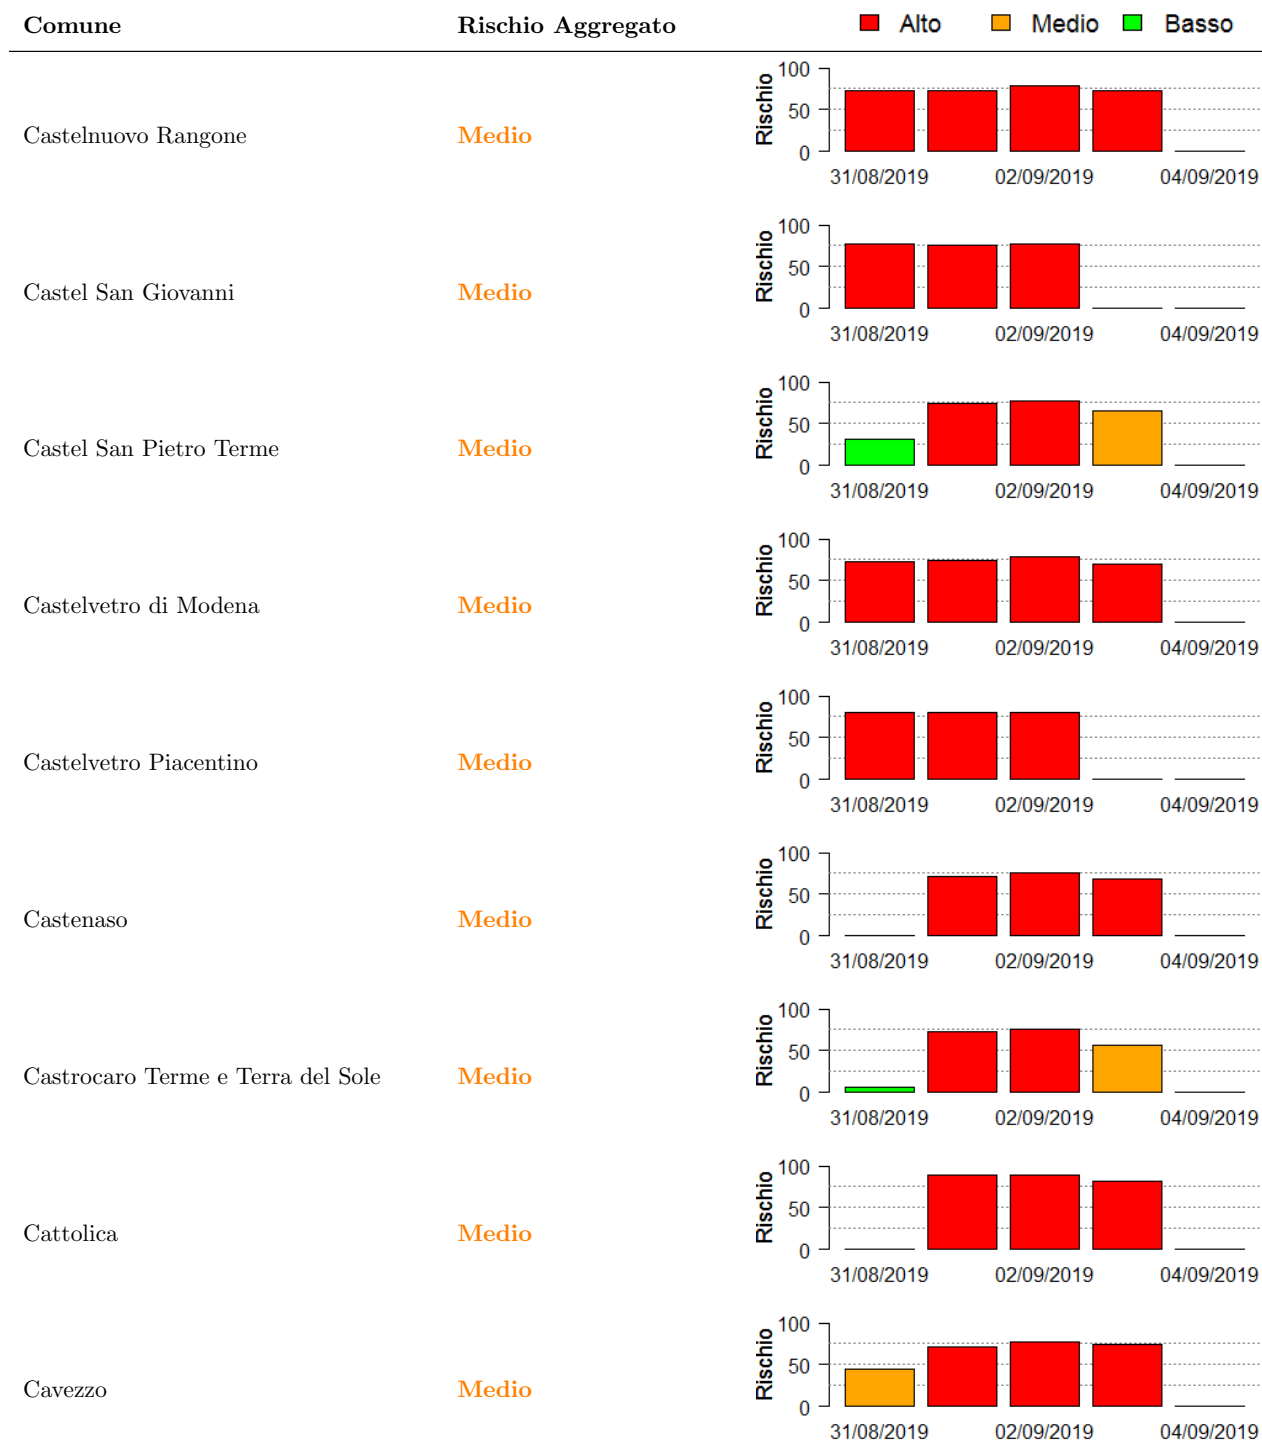 Comune Rischio Aggregato Alto Medio Basso
100
50
0
Rischio
Castelnuovo Rangone Medio
31/08/2019 02/09/2019 04/09/2019
100
50
0
Rischio
Castel San Giovanni Medio
31/08/2019 02/09/2019 04/09/2019
100
50
0
Rischio
Castel San Pietro Terme Medio
31/08/2019 02/09/2019 04/09/2019
100
50
0
Rischio
Castelvetro di Modena Medio
31/08/2019 02/09/2019 04/09/2019
100
50
0
Rischio
Castelvetro Piacentino Medio
31/08/2019 02/09/2019 04/09/2019
100
50
0
Rischio
Castenaso Medio
31/08/2019 02/09/2019 04/09/2019
100
50
0
Rischio
Castrocaro Terme e Terra del Sole Medio
31/08/2019 02/09/2019 04/09/2019
100
50
0
Rischio
Cattolica Medio
31/08/2019 02/09/2019 04/09/2019
100
50
0
Rischio
Cavezzo Medio
31/08/2019 02/09/2019 04/09/2019